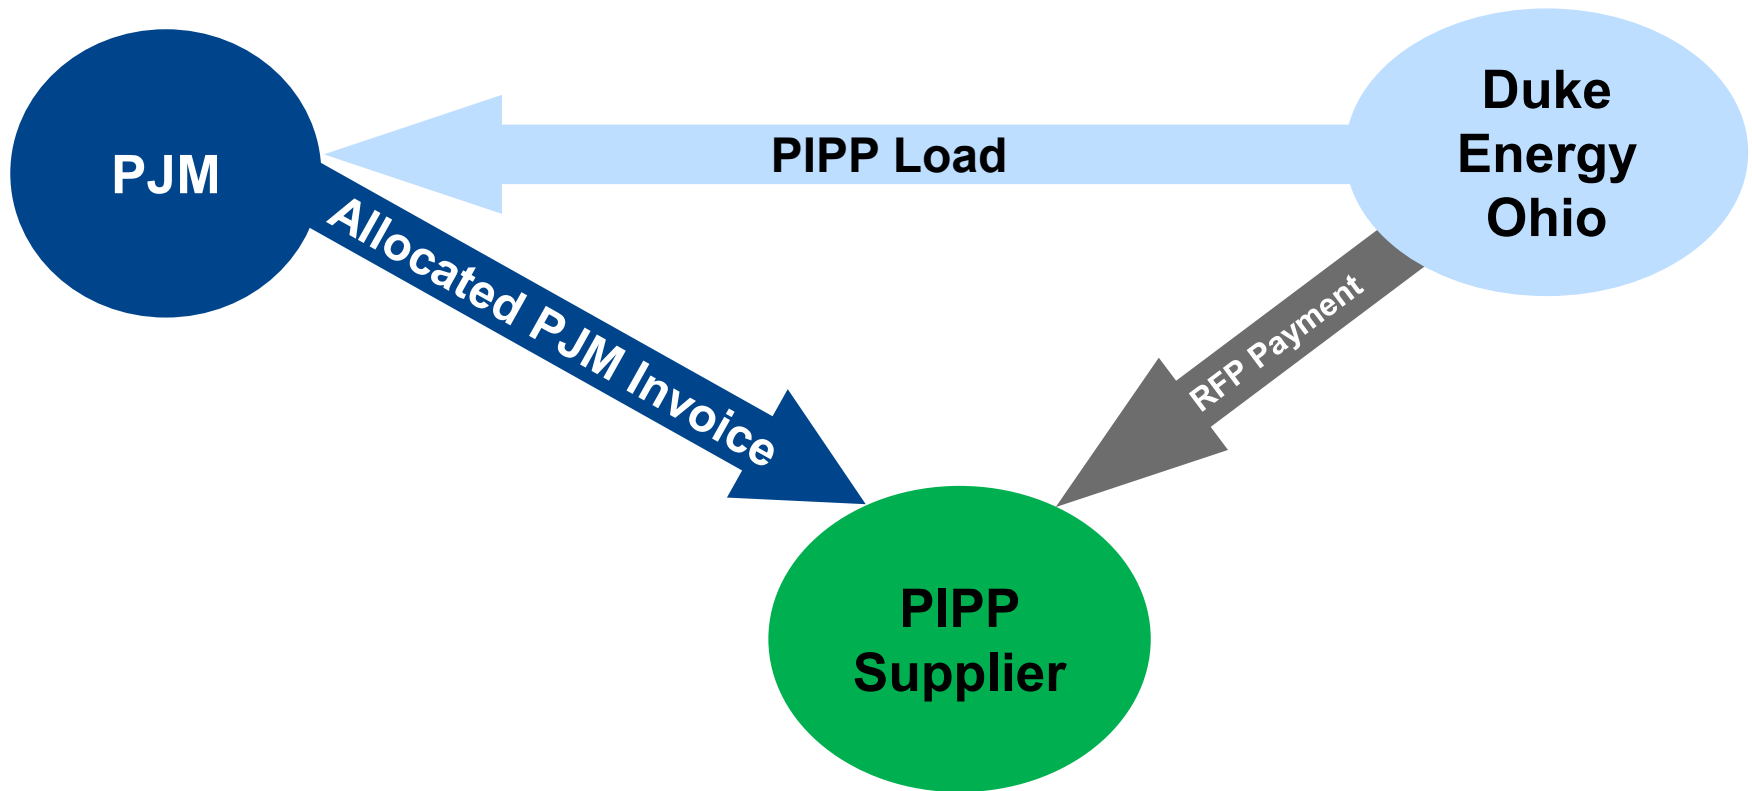 PJM
PIPP Load
Duke
Energy
Ohio
Allocated PJM Invoice
RFP Payment
PIPP
Supplier